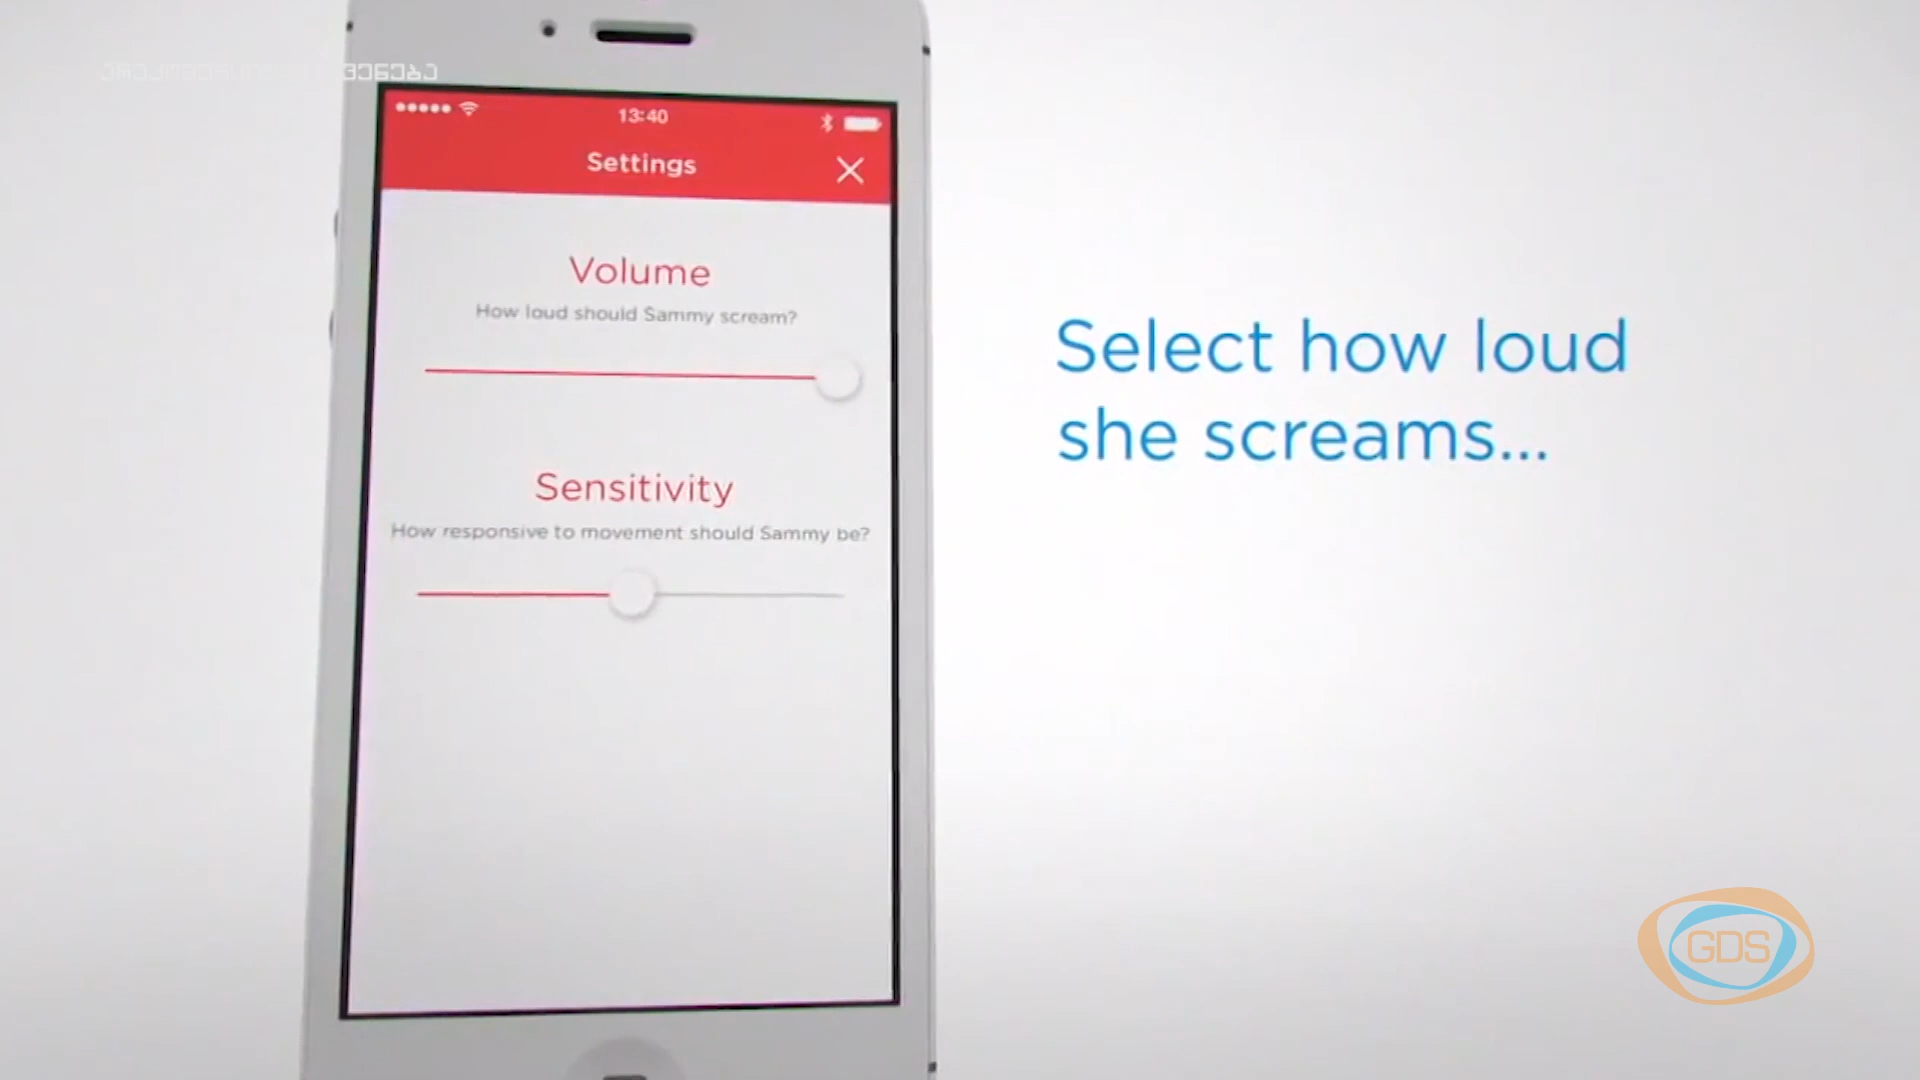 13:40
Settings
Volume
How loud should Sammy scream?
Sensitivity
How responsive to movement should Sammy be?
Select how loud
she screams...
GDS